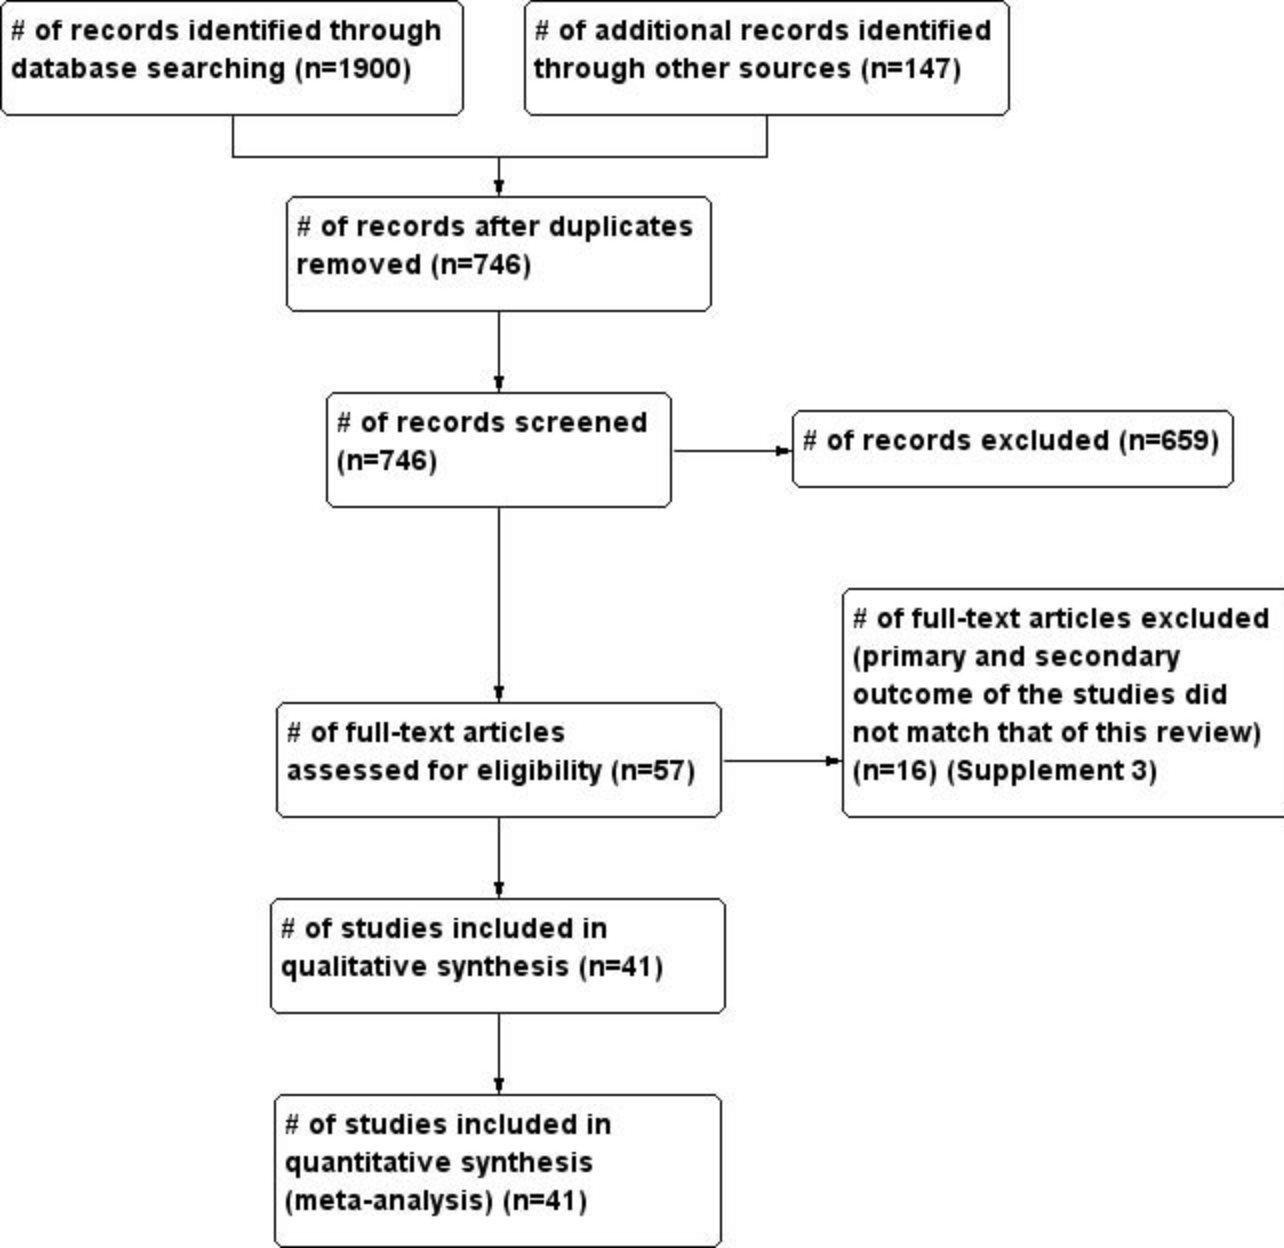 # of records identified through
database searching (n=1900)
# of additional records identified
through other sources (n=147)
# of records after duplicates
removed (n=746)
# of records screened
(n=746)
# of records excluded (n=659)
# of full-text articles excluded
(primary and secondary
outcome of the studies did
not match that of this review)
(n=16) (Supplement 3)
# of full-text articles
assessed for eligibility (n=57)
# of studies included in
qualitative synthesis (n=41)
# of studies included in
quantitative synthesis
(meta-analysis) (n=41)